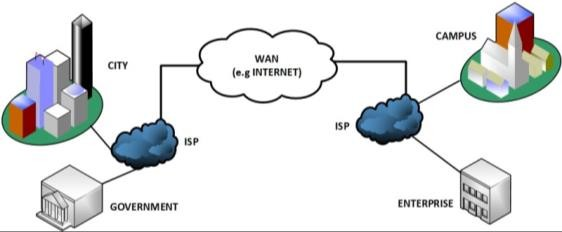 CITY
WAN
(e.g INTERNET)
CAMPUS
ISP
ISP
GOVERNMENT
ENTERPRISE